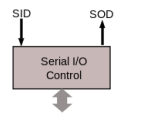 SID SOD
Serial I/O
Control